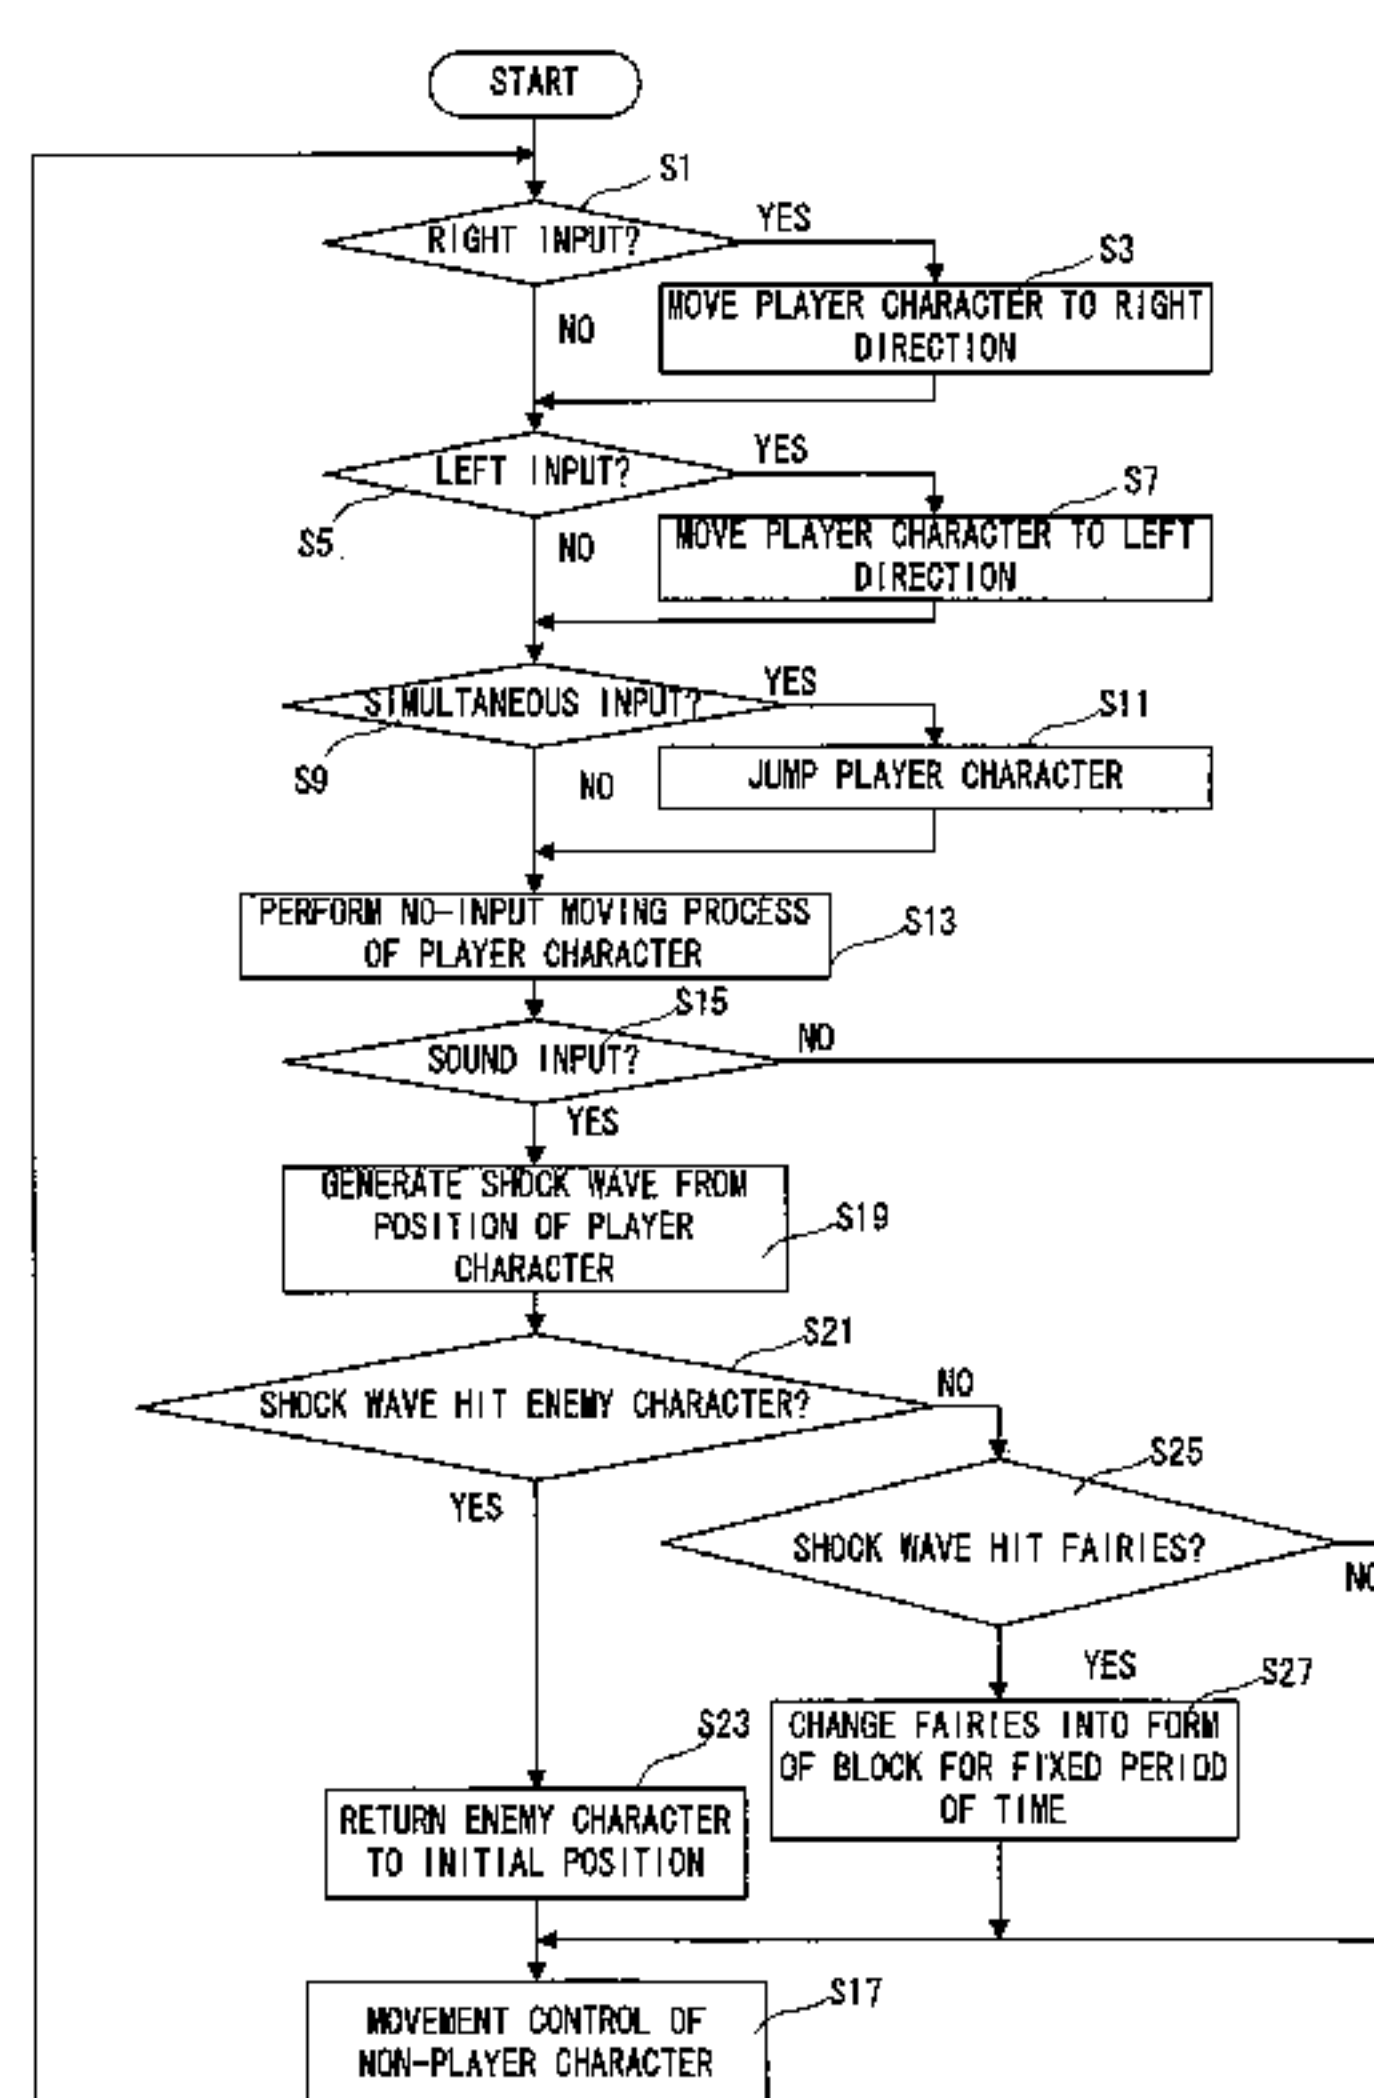 START
S1
RIGHT INPUT?
YES
S3
MOVE PLAYER CHARACTER TO RIGHT
DIRECTION
NO
LEFT INPUT?
YES
S5
S7
MOVE PLAYER CHARACTER TO LEFT
DIRECTION
NO
SIMULTANEOUS INPUT?
YES
S9
S11
JUMP PLAYER CHARACTER
NO
PERFORM NO-INPUT MOVING PROCESS
OF PLAYER CHARACTER
S13
S15
SOUND INPUT?
NO
YES
GENERATE SHOCK WAVE FROM
POSITION OF PLAYER
CHARACTER
S19
S21
SHOCK WAVE HIT ENEMY CHARACTER?
NO
YES
S25
SHOCK WAVE HIT FAIRIES?
NO
YES
S27
CHANGE FAIRIES INTO FORM
OF BLOCK FOR FIXED PERIOD
OF TIME
S23
RETURN ENEMY CHARACTER
TO INITIAL POSITION
S17
MOVEMENT CONTROL OF
NON-PLAYER CHARACTER